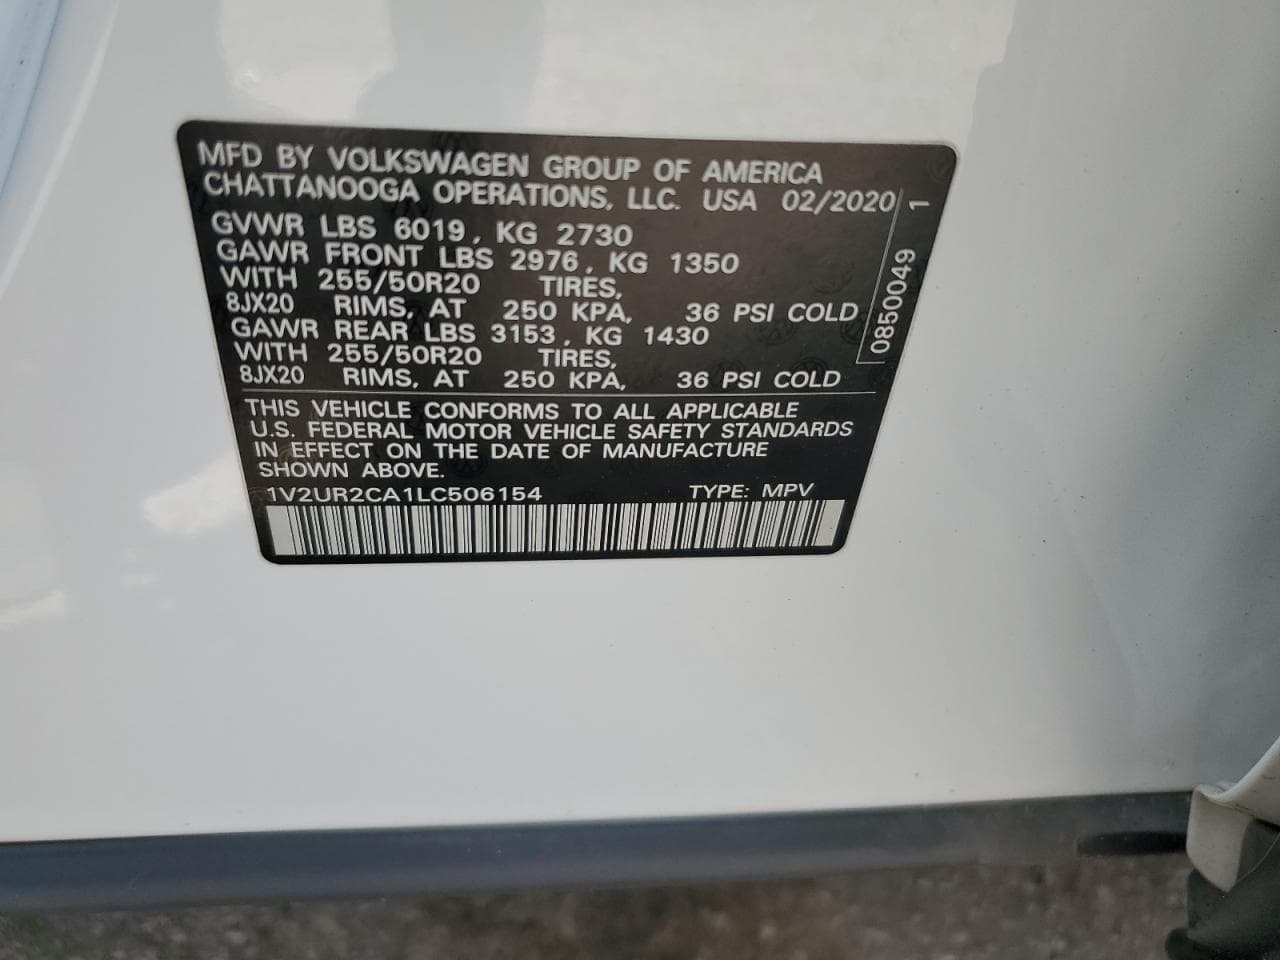 MFD BY VOLKSWAGEN GROUP OF AMERICA
CHATTANOOGA OPERATIONS, LLC. USA 02/2020
GVWR LBS 6019, KG 2730
GAWR FRONT LBS 2976, KG 1350
WITH 255/50R20 TIRES,
8JX20 RIMS, AT 250 KPA, 36 PSI COLD
GAWR REAR LBS 3153, KG 1430
WITH 255/50R20 TIRES,
8JX20 RIMS, AT 250 KPA, 36 PSI COLD
THIS VEHICLE CONFORMS TO ALL APPLICABLE
U.S. FEDERAL MOTOR VEHICLE SAFETY STANDARDS
IN EFFECT ON THE DATE OF MANUFACTURE
SHOWN ABOVE.
1V2UR2CA1LC506154 TYPE: MPV
0850049 1